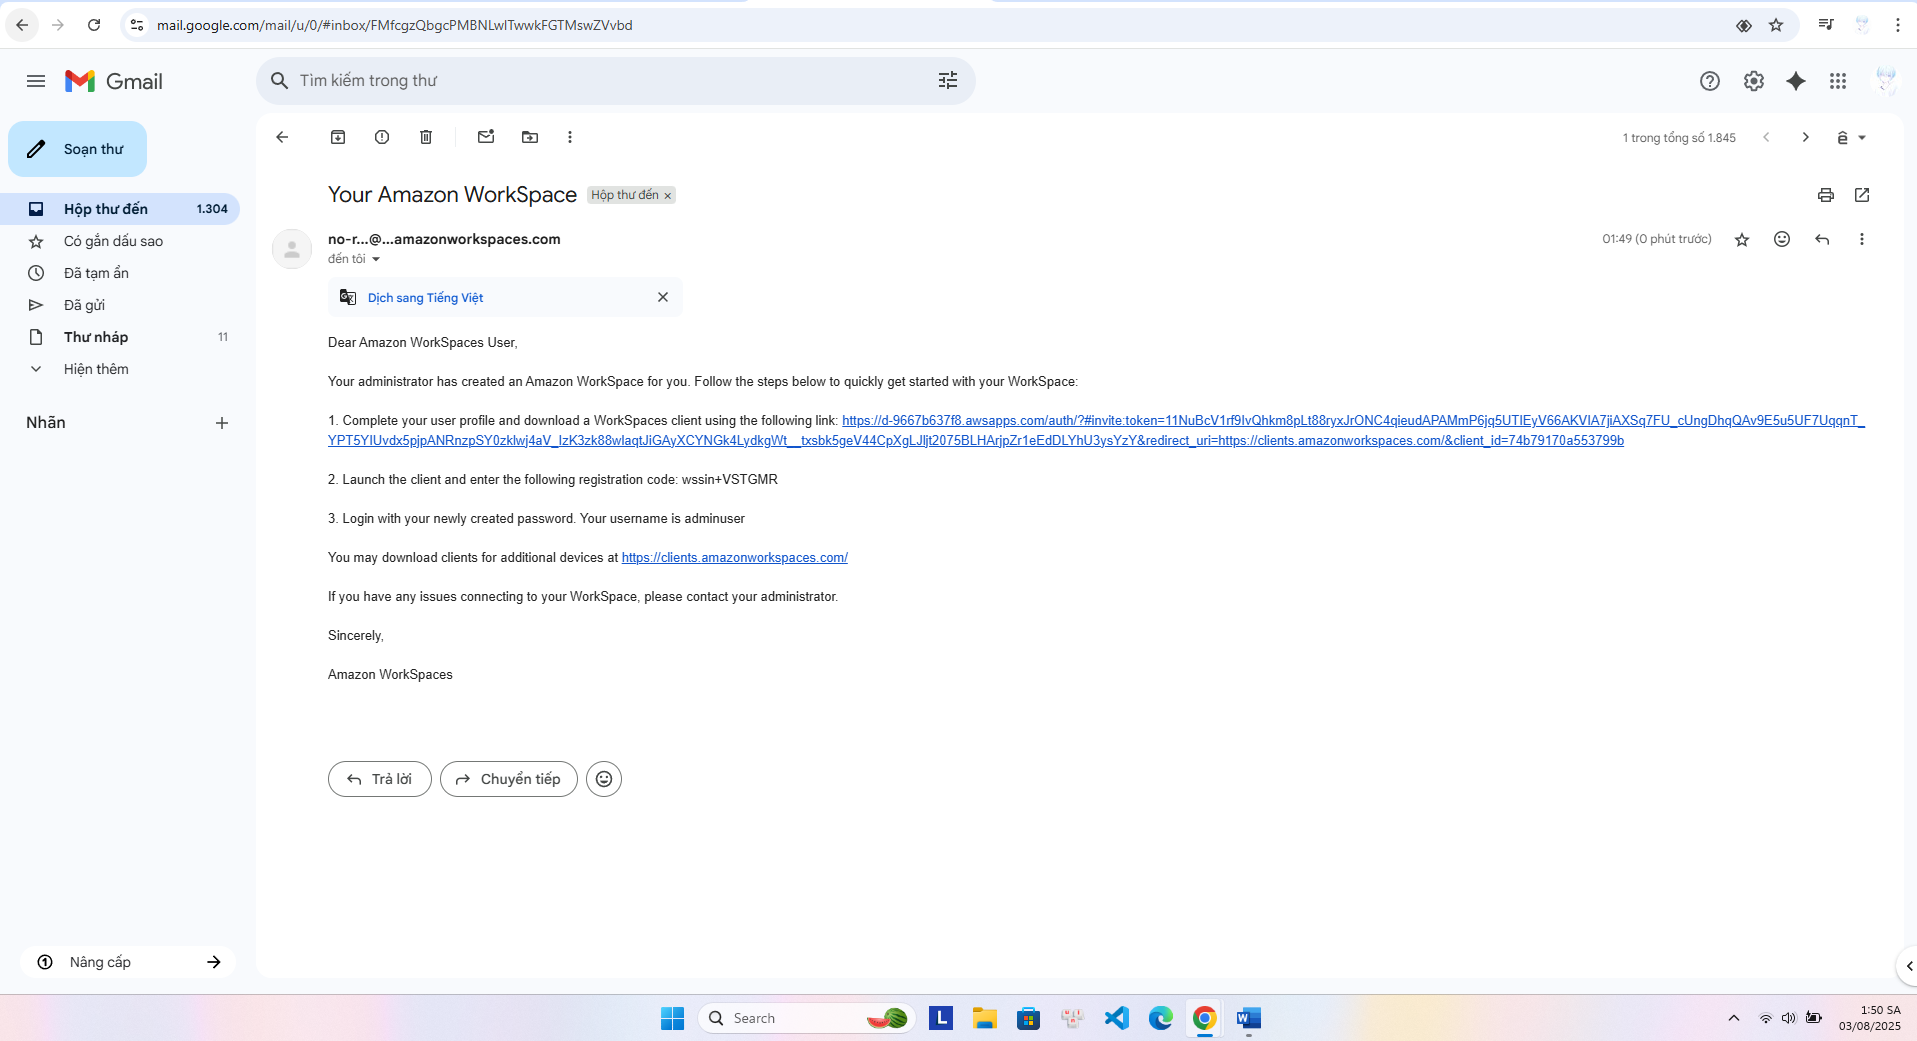 mail.google.com/mail/u/0/#inbox/FMfcgzQbgcPMBNLwlTwwkFGTMswZVvbd
Gmail
Tìm kiếm trong thư
Soạn thư
1 trong tổng số 1.845
Hộp thư đến 1.304
Có gắn dấu sao
Đã tạm ẩn
Đã gửi
Thư nháp 11
Hiện thêm
Nhãn
Nâng cấp
Your Amazon WorkSpace Hộp thư đến
no-r...@...amazonworkspaces.com
01:49 (0 phút trước)
đến tôi
Dịch sang Tiếng Việt
Dear Amazon WorkSpaces User,
Your administrator has created an Amazon WorkSpace for you. Follow the steps below to quickly get started with your WorkSpace:
1. Complete your user profile and download a WorkSpaces client using the following link: https://d-9667b637f8.awsapps.com/auth/?#invite:token=11NuBcV1rf9IvQhkm8pLt88ryxJrONC4qieudAPAMmP6jq5UTIEyV66AKVIA7jiAXSq7FU_cUngDhqQAv9E5u5UF7UqqnT_
YPT5YIUvdx5pjpANRnzpSY0zklwj4aV_IzK3zk88wlaqtJiGAyXCYNGk4LydkgWt__txsbk5geV44CpXgLJljt2075BLHArjpZr1eEdDLYhU3ysYzY&redirect_uri=https://clients.amazonworkspaces.com/&client_id=74b79170a553799b
2. Launch the client and enter the following registration code: wssin+VSTGMR
3. Login with your newly created password. Your username is adminuser
You may download clients for additional devices at https://clients.amazonworkspaces.com/
If you have any issues connecting to your WorkSpace, please contact your administrator.
Sincerely,
Amazon WorkSpaces
Trả lời
Chuyển tiếp
Search
1:50 SA
03/08/2025